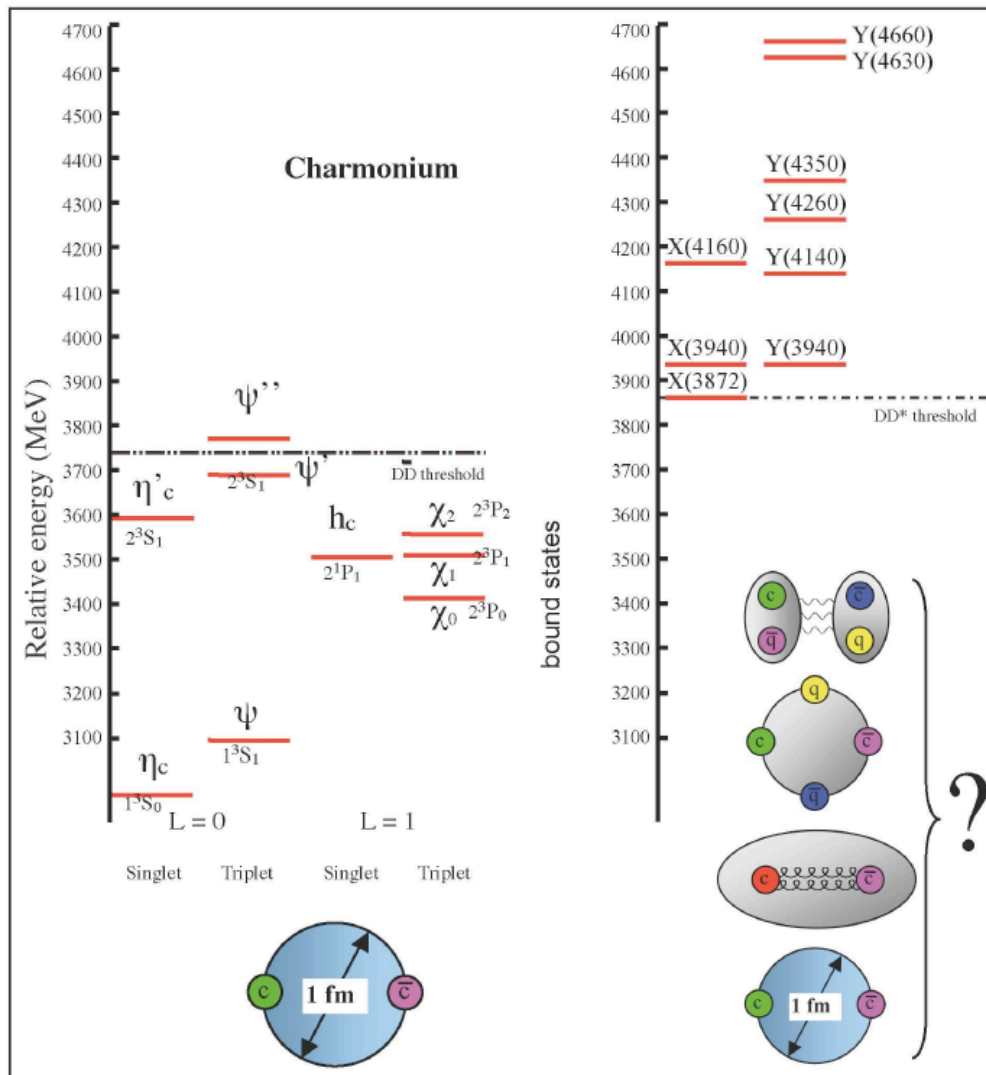 4700
4600
4500
4400
4300
4200
4100
4000
3900
3800
3700
3600
3500
3400
3300
3200
3100
Relative energy (MeV)
Charmonium
ψ’’
DD threshold
ψ’
2³S₁
η’c
2³S₁
hc
2¹P₁
χ₂ 2³P₂
2³P₁
χ₁
χ₀ 2³P₀
ψ
1³S₁
ηc
1³S₀
L = 0 L = 1
Singlet Triplet Singlet Triplet
c 1 fm c̅
bound states
4700
4600
4500
4400
4300
4200
4100
4000
3900
3800
3700
3600
3500
3400
3300
3200
3100
Y(4660)
Y(4630)
Y(4350)
Y(4260)
X(4160) Y(4140)
X(3940) Y(3940)
X(3872)
DD* threshold
c c̅
q̅ q
q
c c̅
q̅
c c̅
c 1 fm c̅
?